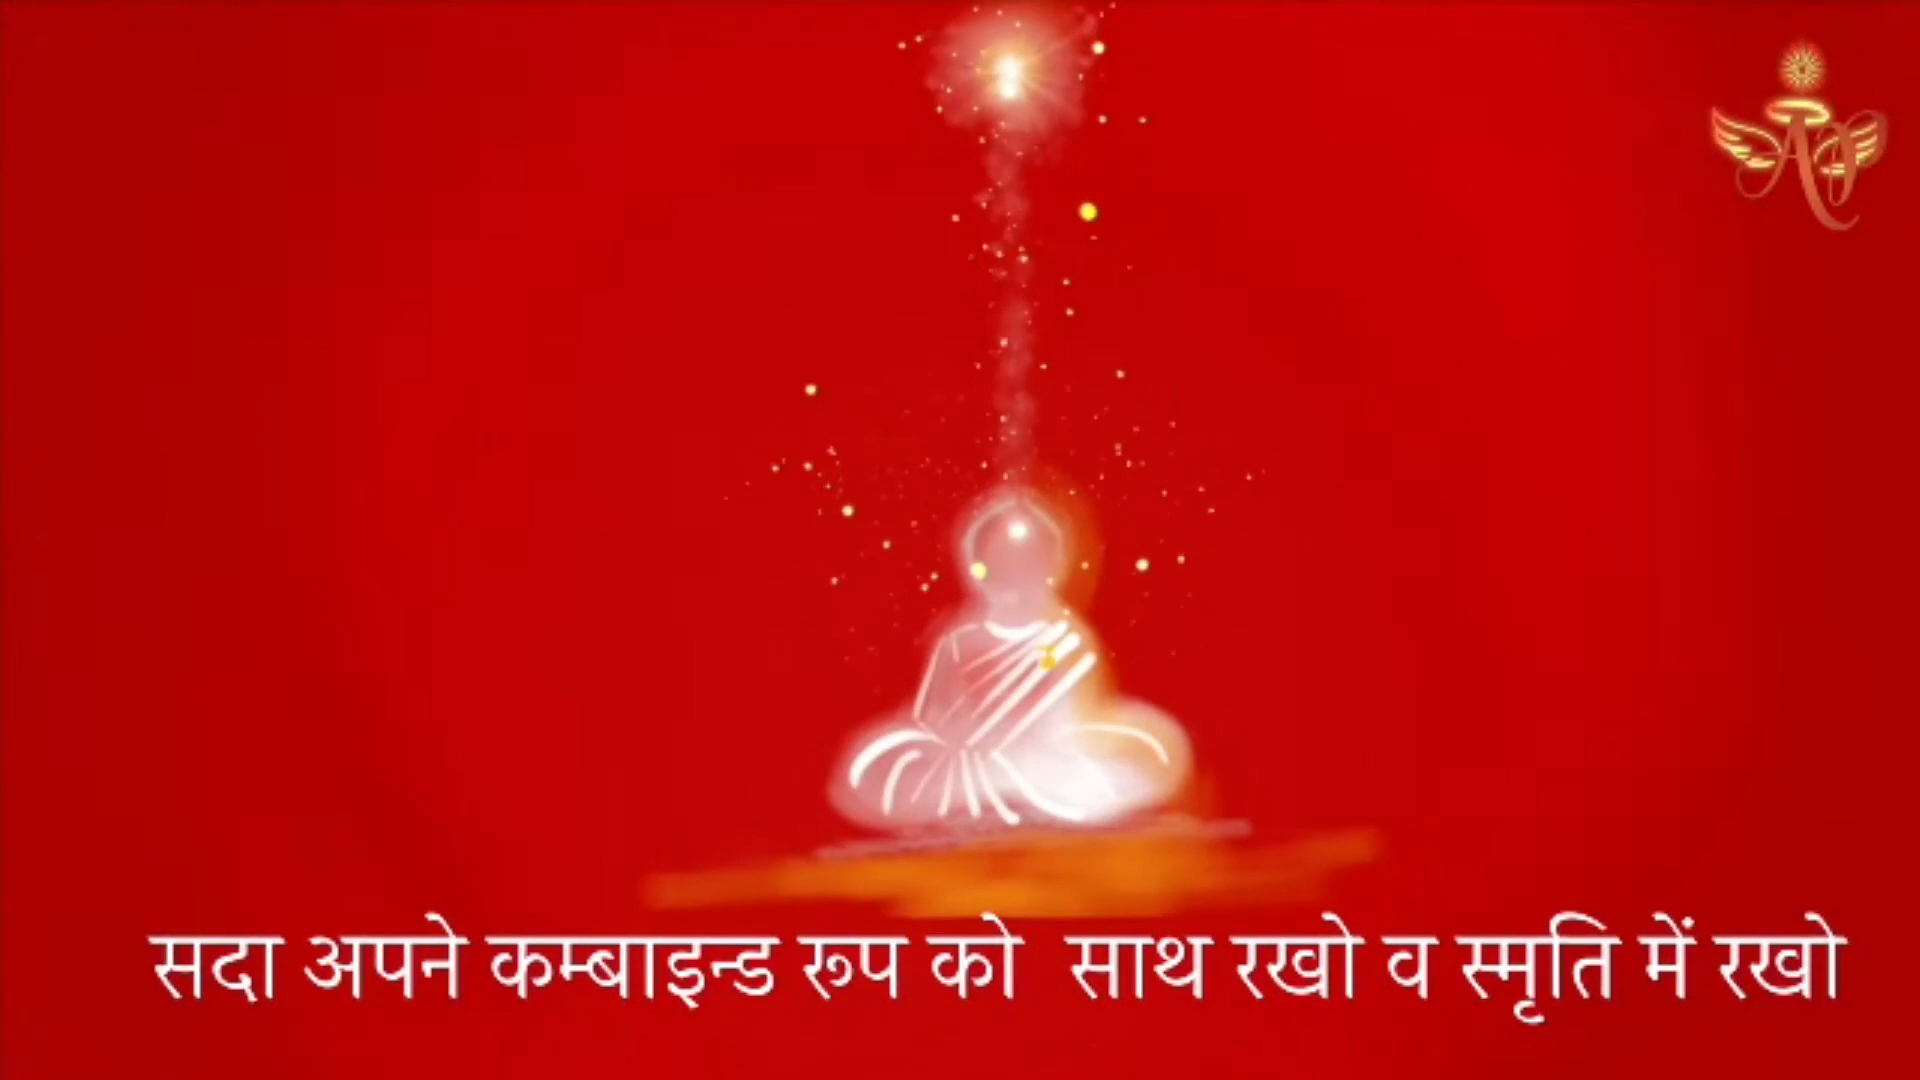 सदा अपने कम्बाइन्ड रूप को साथ रखो व स्मृति में रखो